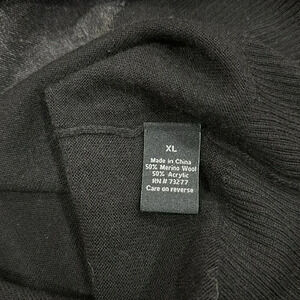 XL
Made in China
50% Merino Wool
50% Acrylic
RN# 73277
Care on reverse